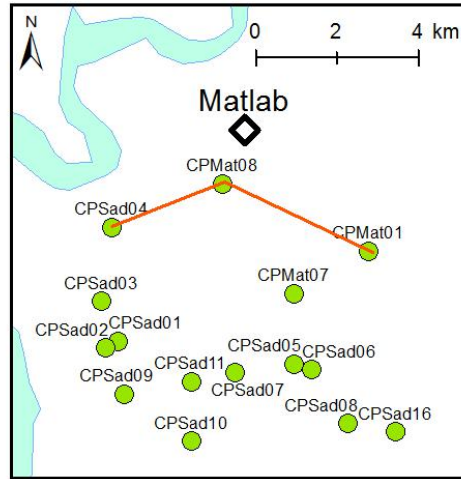 N
0 2 4 km
Matlab
CPMat08
CPSad04
CPMat01
CPSad03
CPMat07
CPSad01
CPSad02
CPSad05
CPSad06
CPSad11
CPSad09
CPSad07
CPSad08
CPSad16
CPSad10